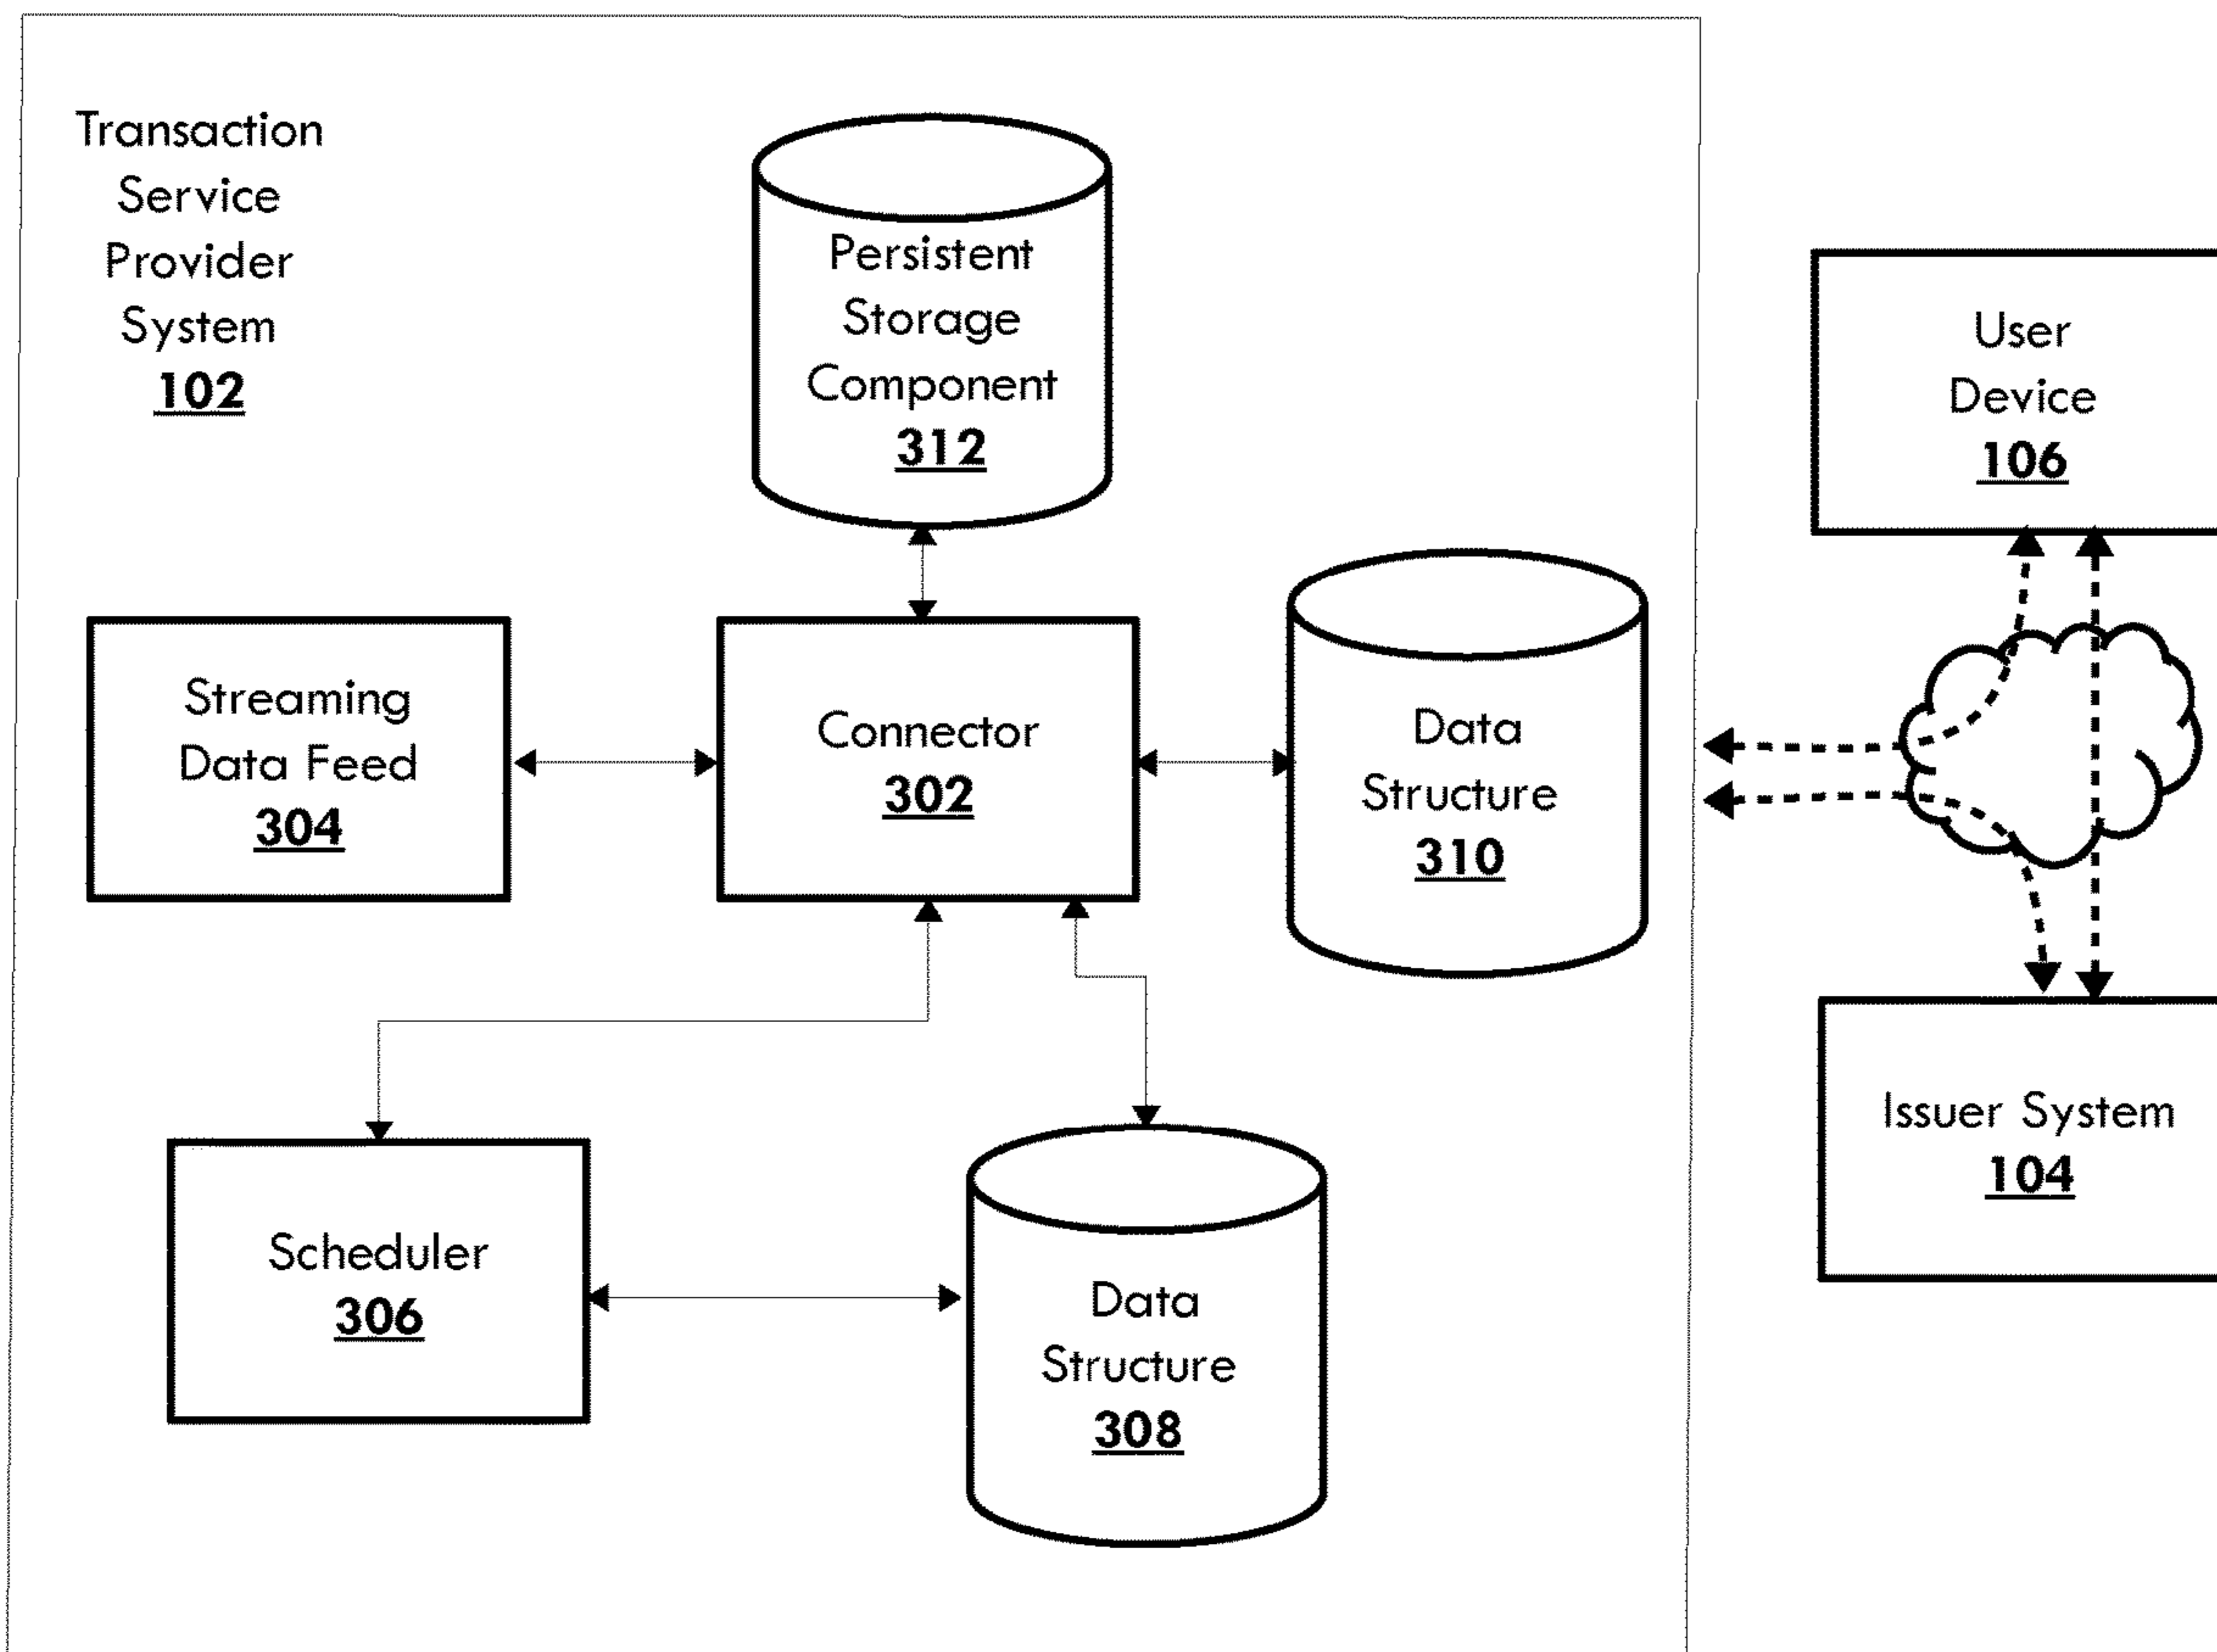 Transaction
Service
Provider
System
102
Persistent
Storage
Component
312
User
Device
106
Streaming
Data Feed
304
Connector
302
Data
Structure
310
Issuer System
104
Scheduler
306
Data
Structure
308